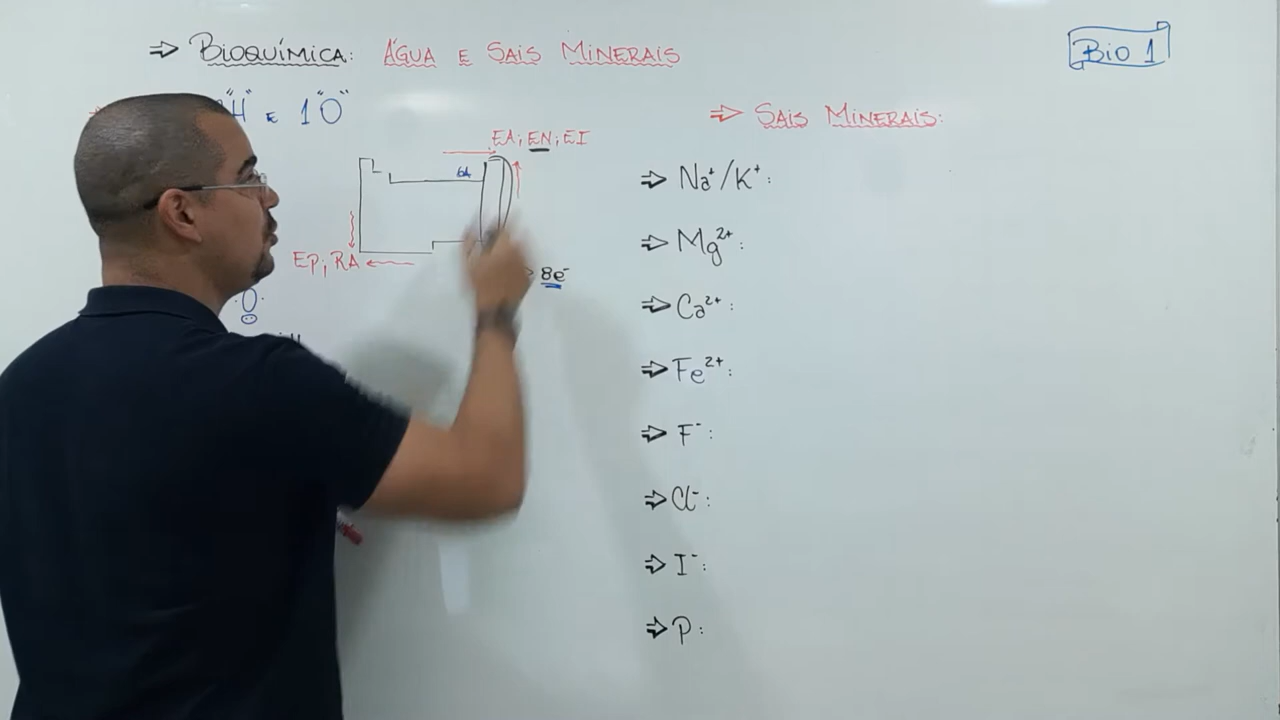 ⇒ BIOQUÍMICA: ÁGUA E SAIS MINERAIS
Bio 1
"H" E 1"O"
EA; EN; EI
6A
EP; RA
8e⁻
O
⇒ SAIS MINERAIS:
⇒ Na⁺/K⁺:
⇒ Mg²⁺:
⇒ Ca²⁺:
⇒ Fe²⁺:
⇒ F⁻:
⇒ Cl⁻:
⇒ I⁻:
⇒ P: